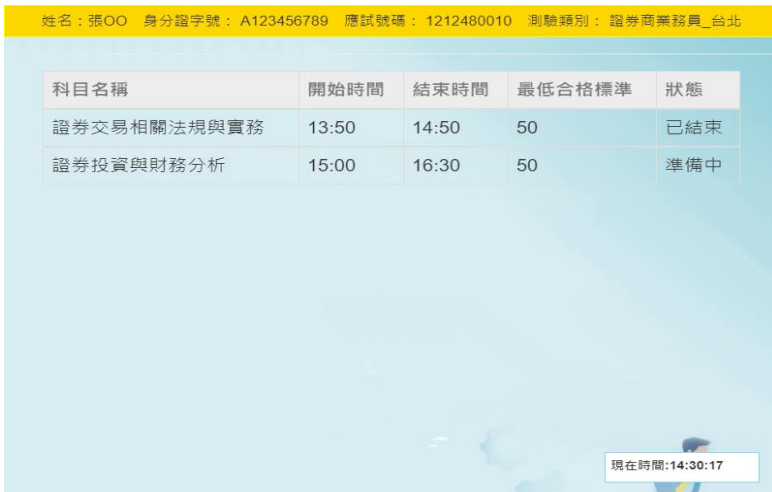 姓名：張OO 身分證字號： A123456789 應試號碼： 1212480010 測驗類別： 證券商業務員_台北
科目名稱 開始時間 結束時間 最低合格標準 狀態
證券交易相關法規與實務 13:50 14:50 50 已結束
證券投資與財務分析 15:00 16:30 50 準備中
現在時間:14:30:17